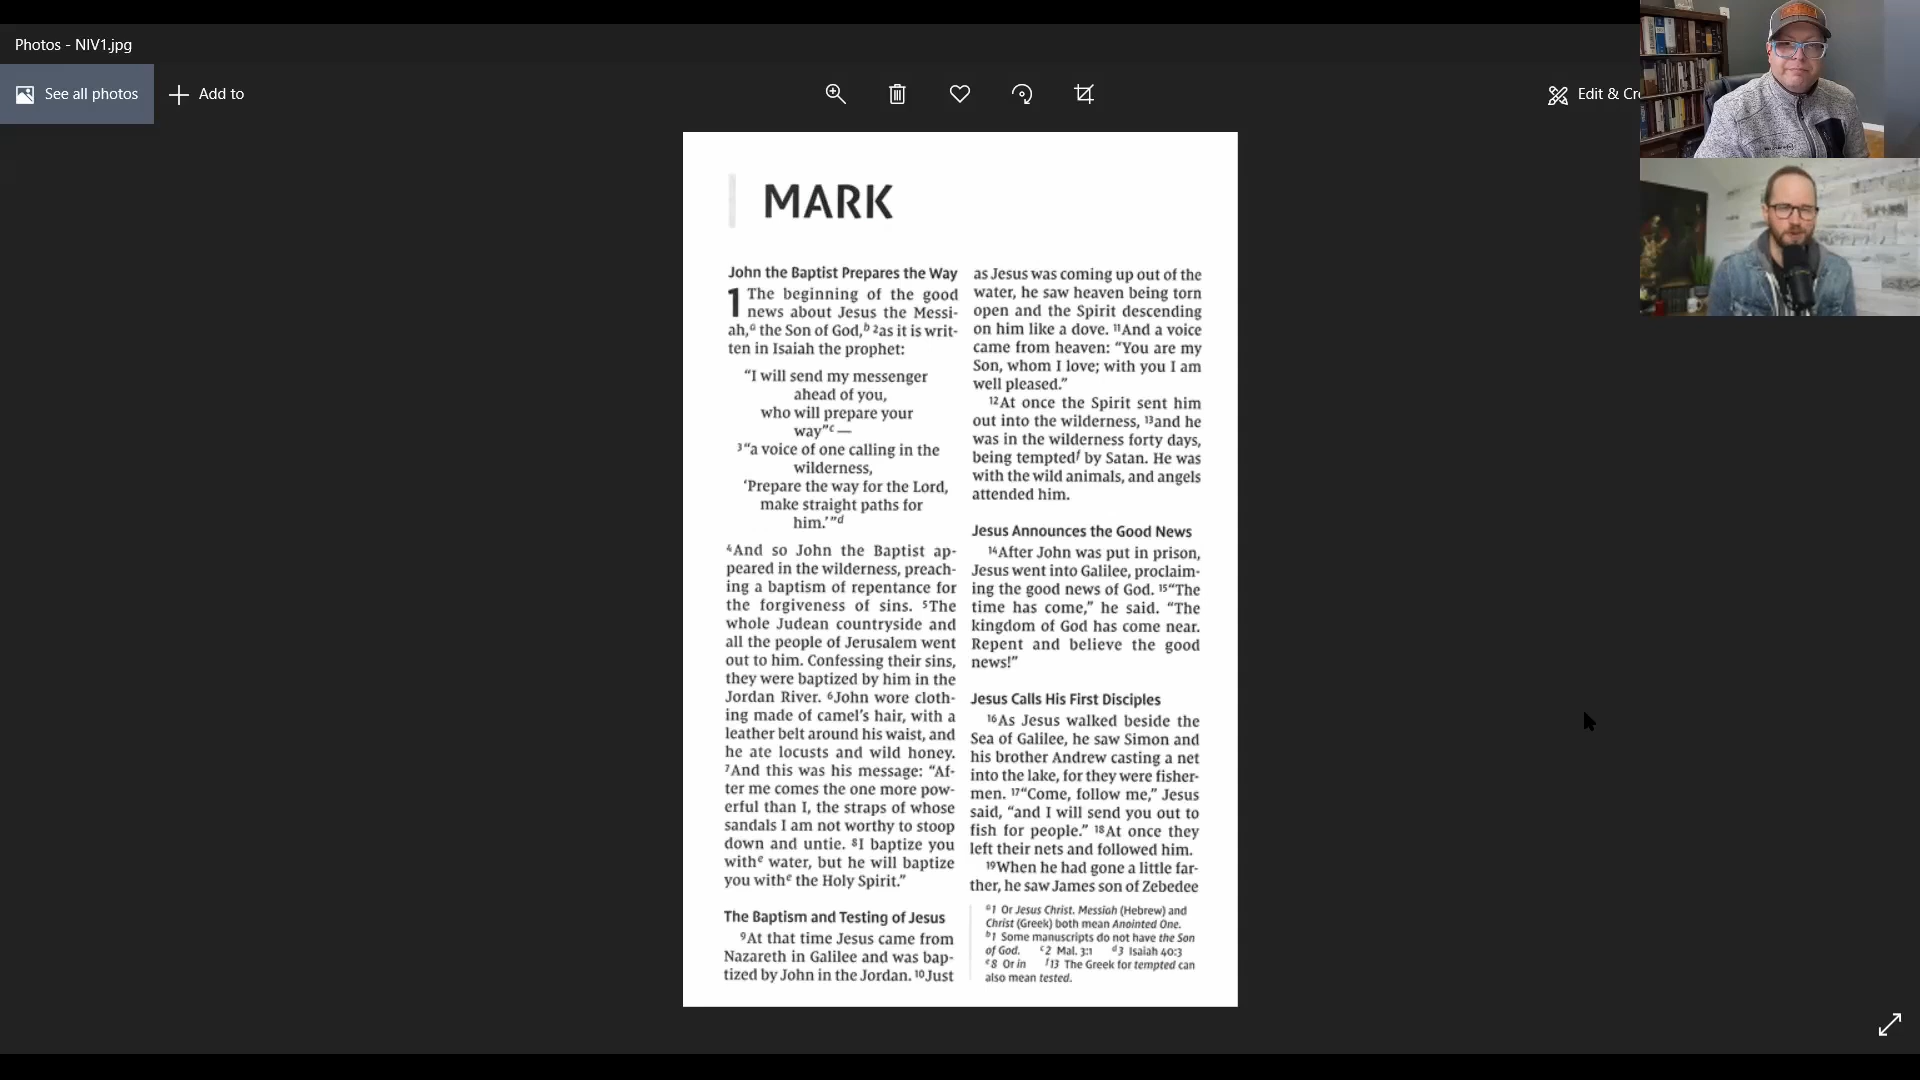 Photos - NIV1.jpg
See all photos
Add to
Edit & Cre
MARK
John the Baptist Prepares the Way
1 The beginning of the good
news about Jesus the Messi-
ah,a the Son of God,b 2as it is writ-
ten in Isaiah the prophet:
“I will send my messenger
ahead of you,
who will prepare your
way”c—
3“a voice of one calling in the
wilderness,
‘Prepare the way for the Lord,
make straight paths for
him.’”d
4And so John the Baptist ap-
peared in the wilderness, preach-
ing a baptism of repentance for
the forgiveness of sins. 5The
whole Judean countryside and
all the people of Jerusalem went
out to him. Confessing their sins,
they were baptized by him in the
Jordan River. 6John wore cloth-
ing made of camel’s hair, with a
leather belt around his waist, and
he ate locusts and wild honey.
7And this was his message: “Af-
ter me comes the one more pow-
erful than I, the straps of whose
sandals I am not worthy to stoop
down and untie. 8I baptize you
withe water, but he will baptize
you withe the Holy Spirit.”
The Baptism and Testing of Jesus
9At that time Jesus came from
Nazareth in Galilee and was bap-
tized by John in the Jordan. 10Just
as Jesus was coming up out of the
water, he saw heaven being torn
open and the Spirit descending
on him like a dove. 11And a voice
came from heaven: “You are my
Son, whom I love; with you I am
well pleased.”
12At once the Spirit sent him
out into the wilderness, 13and he
was in the wilderness forty days,
being temptedf by Satan. He was
with the wild animals, and angels
attended him.
Jesus Announces the Good News
14After John was put in prison,
Jesus went into Galilee, proclaim-
ing the good news of God. 15“The
time has come,” he said. “The
kingdom of God has come near.
Repent and believe the good
news!”
Jesus Calls His First Disciples
16As Jesus walked beside the
Sea of Galilee, he saw Simon and
his brother Andrew casting a net
into the lake, for they were fisher-
men. 17“Come, follow me,” Jesus
said, “and I will send you out to
fish for people.” 18At once they
left their nets and followed him.
19When he had gone a little far-
ther, he saw James son of Zebedee
a1 Or Jesus Christ. Messiah (Hebrew) and
Christ (Greek) both mean Anointed One.
b1 Some manuscripts do not have the Son
of God. c2 Mal. 3:1 d3 Isaiah 40:3
e8 Or in f13 The Greek for tempted can
also mean tested.